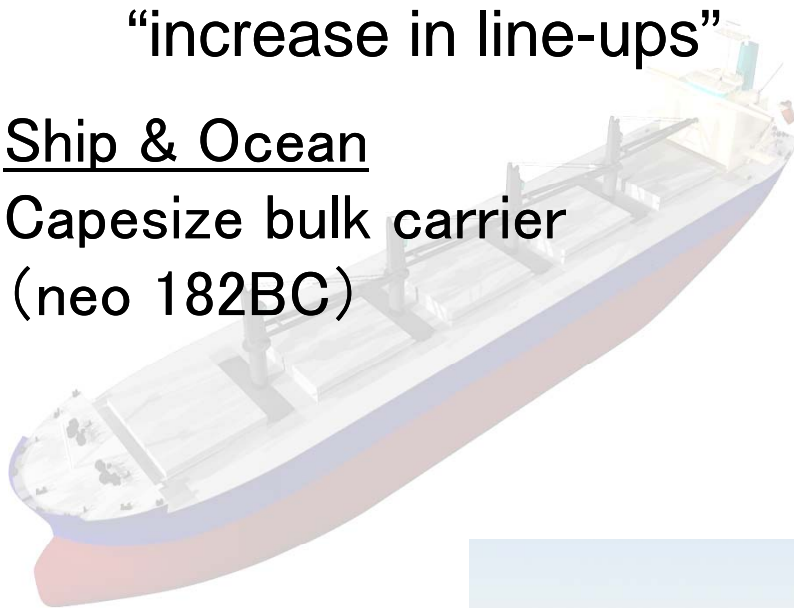 “increase in line-ups”
Ship & Ocean
Capesize bulk carrier
(neo 182BC)